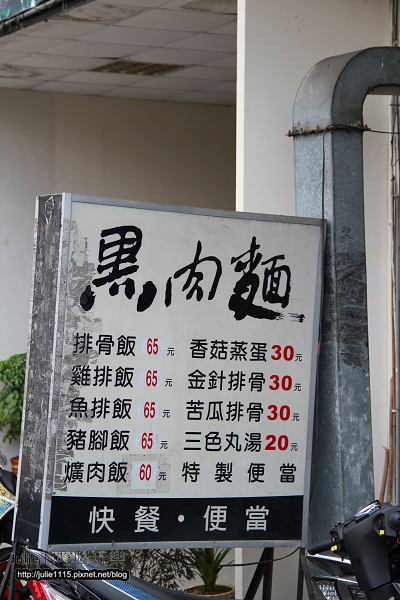 黑肉麵
排骨飯 65元 香菇蒸蛋30元
雞排飯 65元 金針排骨30元
魚排飯 65元 苦瓜排骨30元
豬腳飯 65元 三色丸湯20元
爌肉飯 60元 特製便當
快餐·便當
http://julie1115.pixnet.net/blog